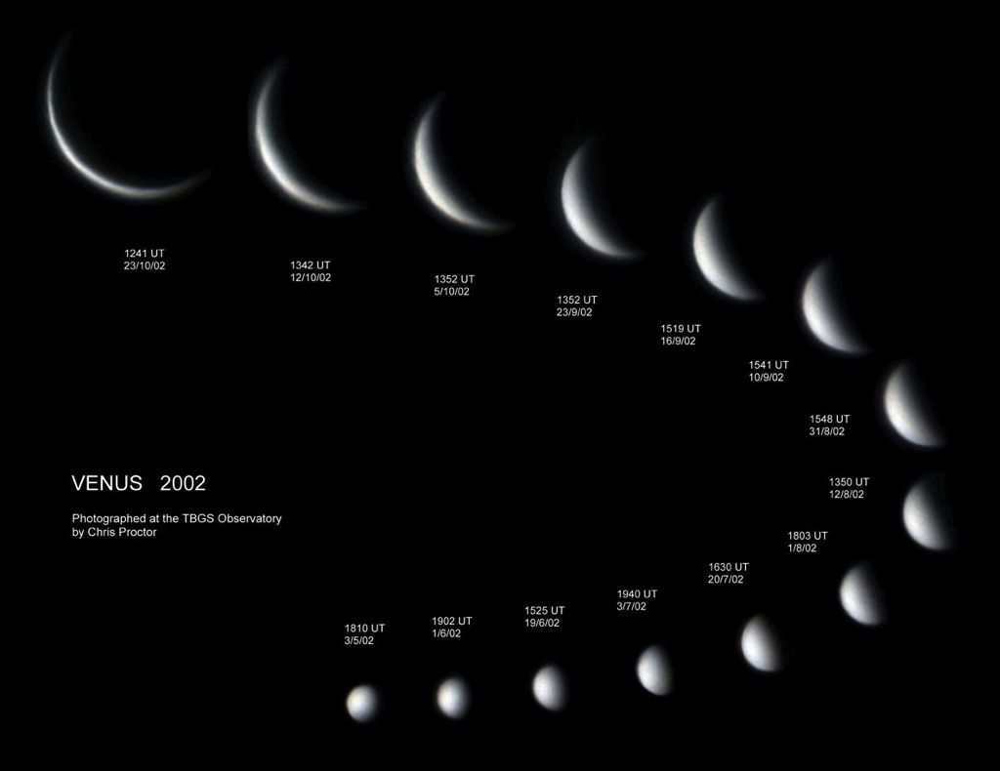 1241 UT
23/10/02
1342 UT
12/10/02
1352 UT
5/10/02
1352 UT
23/9/02
1519 UT
16/9/02
1541 UT
10/9/02
1548 UT
31/8/02
1350 UT
12/8/02
1803 UT
1/8/02
1630 UT
20/7/02
1940 UT
3/7/02
1525 UT
19/6/02
1902 UT
1/6/02
1810 UT
3/5/02
VENUS 2002
Photographed at the TBGS Observatory
by Chris Proctor